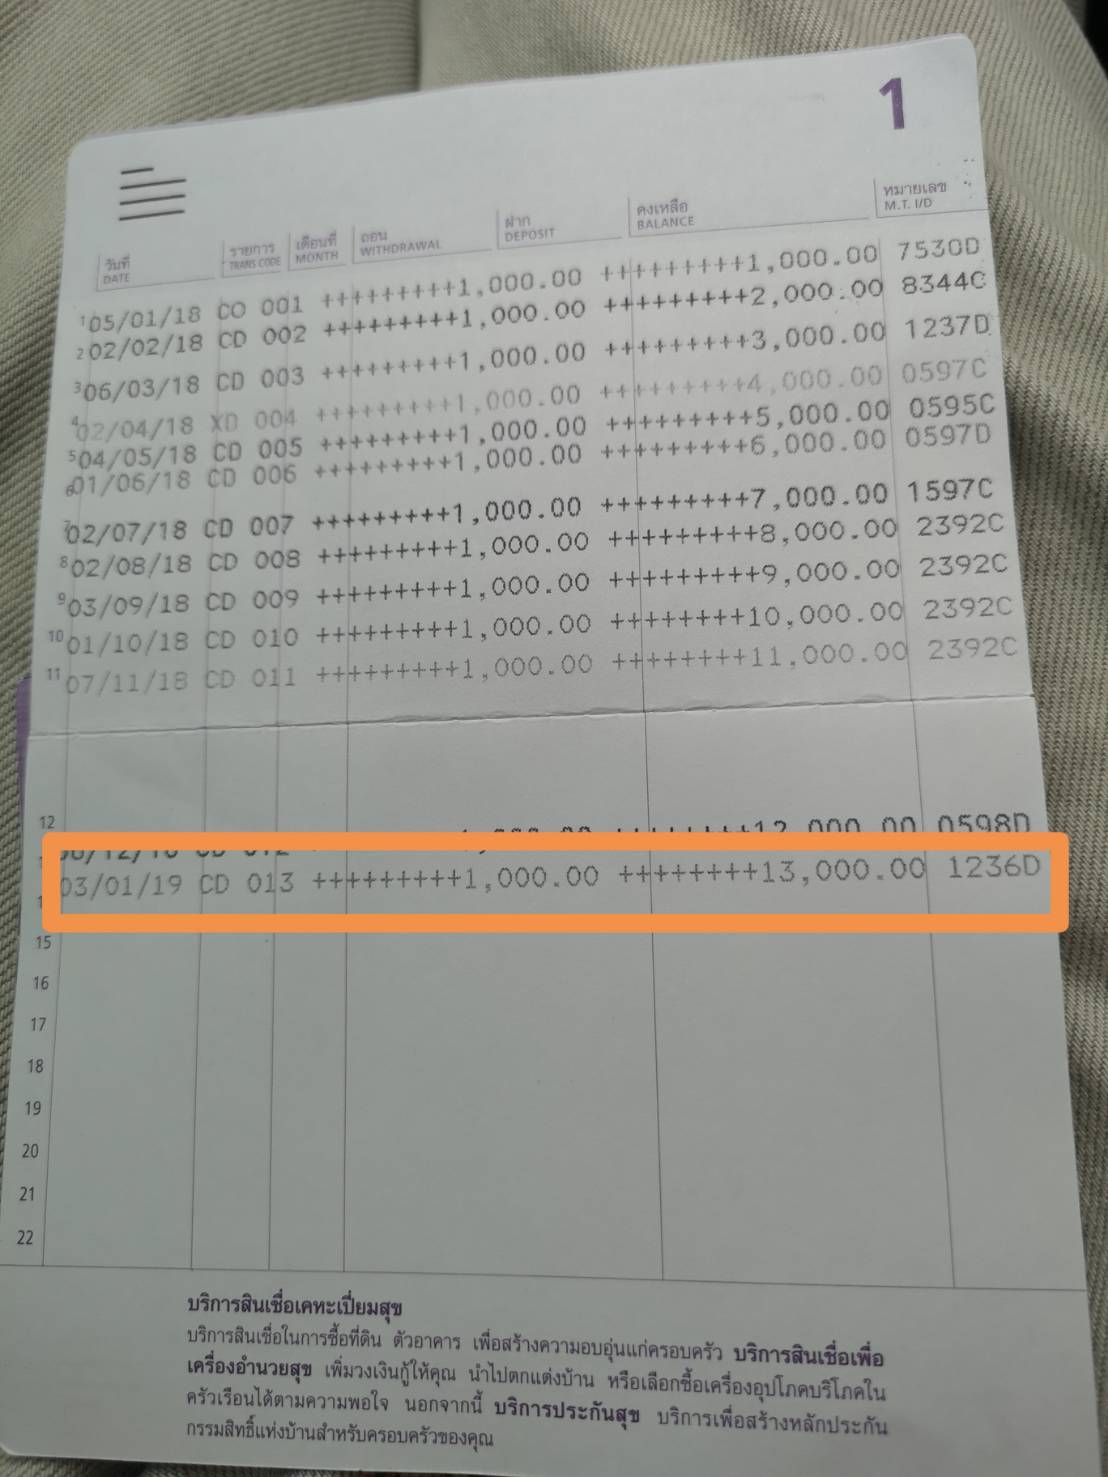 1
วันที่ รายการ เดือนที่ ถอน ฝาก คงเหลือ หมายเลข
DATE TRANS CODE MONTH WITHDRAWAL DEPOSIT BALANCE M.T. I/D
1 05/01/18 CO 001 +++++++++1,000.00 +++++++++1,000.00 7530D
2 02/02/18 CD 002 +++++++++1,000.00 +++++++++2,000.00 8344C
3 06/03/18 CD 003 +++++++++1,000.00 +++++++++3,000.00 1237D
4 02/04/18 XD 004 +++++++++1,000.00 +++++++++4,000.00 0597C
5 04/05/18 CD 005 +++++++++1,000.00 +++++++++5,000.00 0595C
6 01/06/18 CD 006 +++++++++1,000.00 +++++++++6,000.00 0597D
7 02/07/18 CD 007 +++++++++1,000.00 +++++++++7,000.00 1597C
8 02/08/18 CD 008 +++++++++1,000.00 +++++++++8,000.00 2392C
9 03/09/18 CD 009 +++++++++1,000.00 +++++++++9,000.00 2392C
10 01/10/18 CD 010 +++++++++1,000.00 ++++++++10,000.00 2392C
11 07/11/18 CD 011 +++++++++1,000.00 ++++++++11,000.00 2392C
12 12,000.00 0598D
03/01/19 CD 013 +++++++++1,000.00 ++++++++13,000.00 1236D
15
16
17
18
19
20
21
22
บริการสินเชื่อเคหะเปี่ยมสุข
บริการสินเชื่อในการซื้อที่ดิน ตัวอาคาร เพื่อสร้างความอบอุ่นแก่ครอบครัว บริการสินเชื่อเพื่อ
เครื่องอำนวยสุข เพิ่มวงเงินกู้ให้คุณ นำไปตกแต่งบ้าน หรือเลือกซื้อเครื่องอุปโภคบริโภคใน
ครัวเรือนได้ตามความพอใจ นอกจากนี้ บริการประกันสุข บริการเพื่อสร้างหลักประกัน
กรรมสิทธิ์แห่งบ้านสำหรับครอบครัวของคุณ